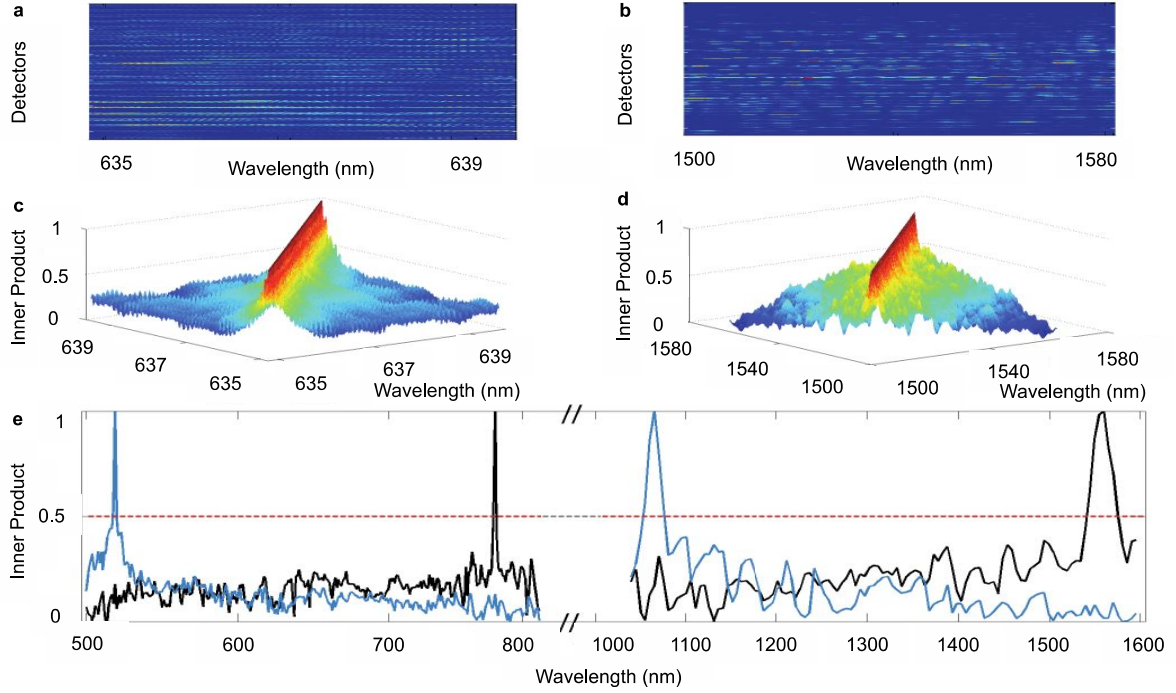 a
b
Detectors
Detectors
635
Wavelength (nm)
639
1500
Wavelength (nm)
1580
c
d
Inner Product
1
0.5
0
639
637
635
635
637
639
Wavelength (nm)
Inner Product
1
0.5
0
1580
1540
1500
1500
1540
1580
Wavelength (nm)
e
Inner Product
1
0.5
0
//
//
500
600
700
800
1000
1100
1200
1300
1400
1500
1600
Wavelength (nm)